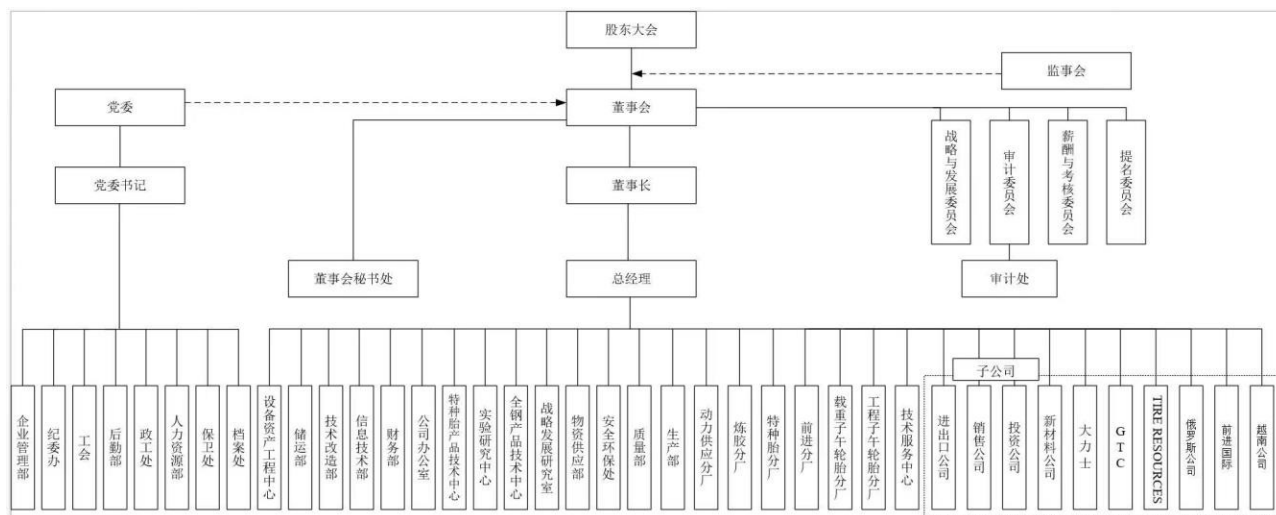 股东大会
监事会
党委
董事会
战略与发展委员会
审计委员会
薪酬与考核委员会
提名委员会
党委书记
董事长
董事会秘书处
总经理
审计处
子公司
企业管理部
纪委办
工会
后勤部
政工处
人力资源部
保卫处
档案处
设备资产工程中心
储运部
技术改造部
信息技术部
财务部
公司办公室
特种胎产品技术中心
实验研究中心
全钢产品技术中心
战略发展研究室
物资供应部
安全环保处
质量部
生产部
动力供应分厂
炼胶分厂
特种胎分厂
前进分厂
载重子午轮胎分厂
工程子午轮胎分厂
技术服务中心
进出口公司
销售公司
投资公司
新材料公司
大力士
GTC
TIRE RESOURCES
俄罗斯公司
前进国际
越南公司